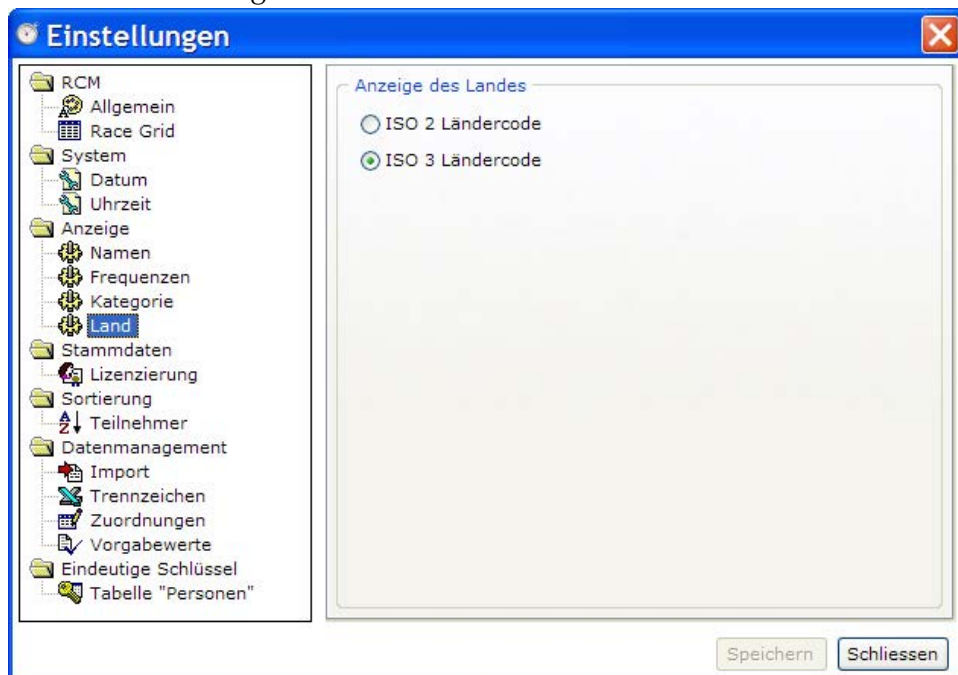 Einstellungen
RCM
Allgemein
Race Grid
System
Datum
Uhrzeit
Anzeige
Namen
Frequenzen
Kategorie
Land
Stammdaten
Lizenzierung
Sortierung
Teilnehmer
Datenmanagement
Import
Trennzeichen
Zuordnungen
Vorgabewerte
Eindeutige Schlüssel
Tabelle "Personen"
Anzeige des Landes
ISO 2 Ländercode
ISO 3 Ländercode
Speichern Schliessen